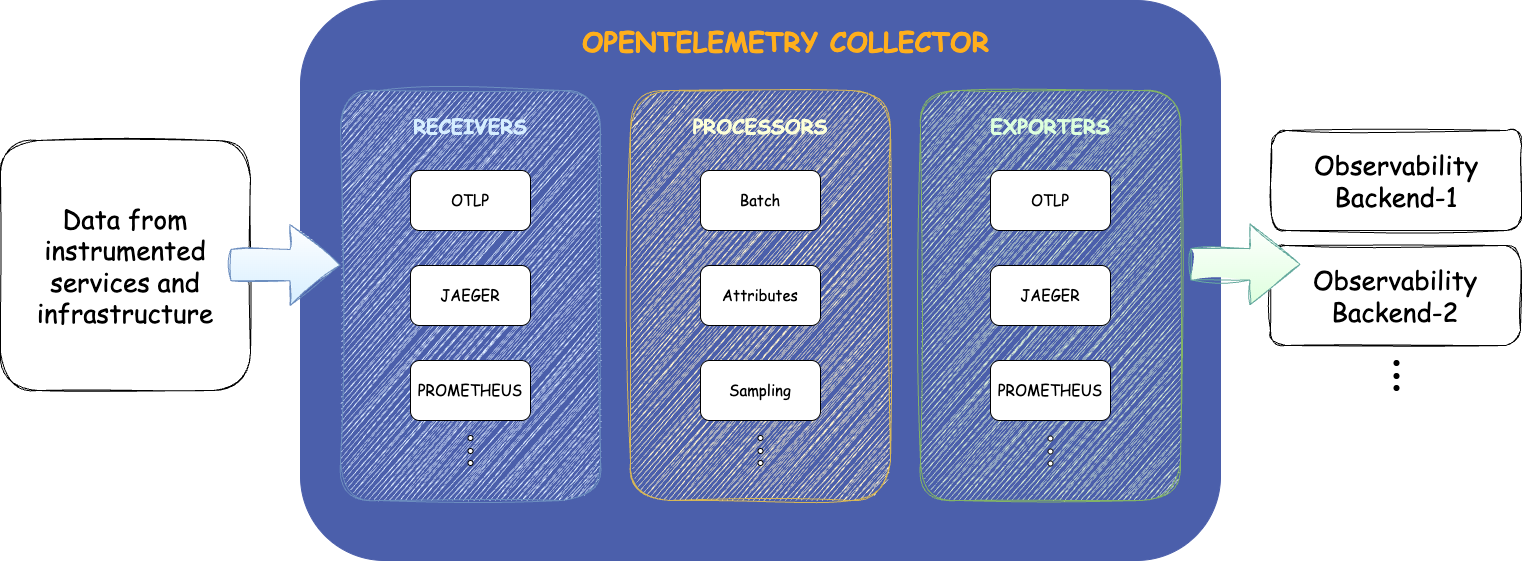 OPENTELEMETRY COLLECTOR
Data from
instrumented
services and
infrastructure
RECEIVERS
OTLP
JAEGER
PROMETHEUS
PROCESSORS
Batch
Attributes
Sampling
EXPORTERS
OTLP
JAEGER
PROMETHEUS
Observability
Backend-1
Observability
Backend-2